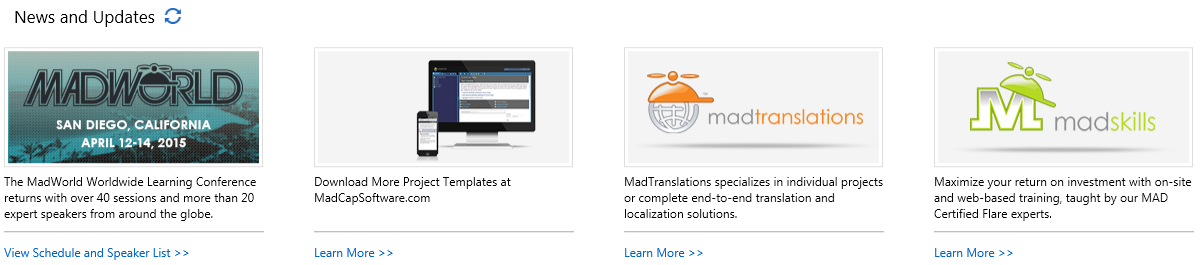 News and Updates
MADWORLD
SAN DIEGO, CALIFORNIA
APRIL 12-14, 2015
The MadWorld Worldwide Learning Conference
returns with over 40 sessions and more than 20
expert speakers from around the globe.
View Schedule and Speaker List >>
Download More Project Templates at
MadCapSoftware.com
Learn More >>
madtranslations
MadTranslations specializes in individual projects
or complete end-to-end translation and
localization solutions.
Learn More >>
M madskills
Maximize your return on investment with on-site
and web-based training, taught by our MAD
Certified Flare experts.
Learn More >>